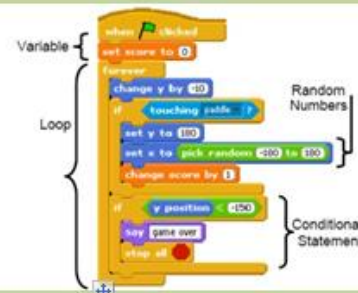 when clicked
Variable
set score to 0
forever
change y by -10
Random
Numbers
if touching paddle ?
Loop
set y to 180
set x to pick random -180 to 180
change score by 1
if y position < -150
Conditional
Statemen
say game over
stop all